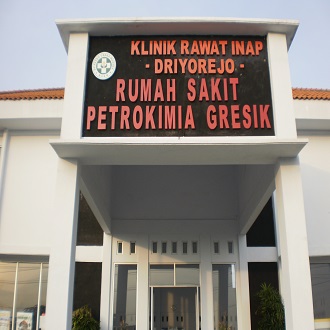 KLINIK RAWAT INAP
- DRIYOREJO -
RUMAH SAKIT
PETROKIMIA GRESIK